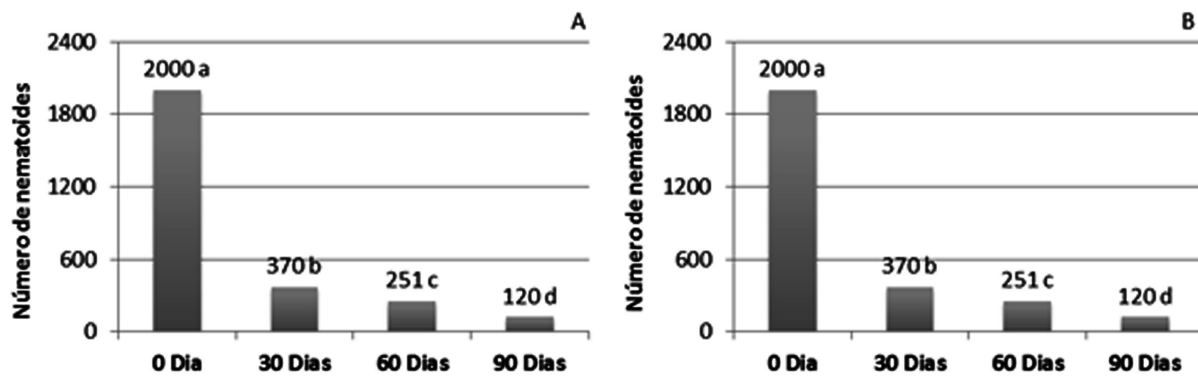 A
Número de nematoides
2400
1800
1200
600
0
2000 a
370 b
251 c
120 d
0 Dia
30 Dias
60 Dias
90 Dias
B
Número de nematoides
2400
1800
1200
600
0
2000 a
370 b
251 c
120 d
0 Dia
30 Dias
60 Dias
90 Dias